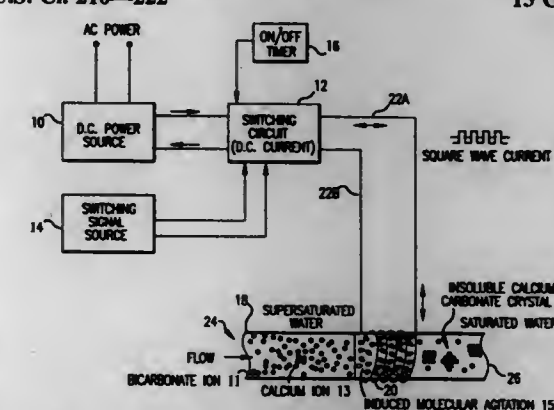 AC POWER
ON/OFF
TIMER
16
12
10
D.C. POWER
SOURCE
SWITCHING
CIRCUIT
(D.C. CURRENT)
22A
SQUARE WAVE CURRENT
22B
14
SWITCHING
SIGNAL
SOURCE
INSOLUBLE CALCIUM
CARBONATE CRYSTAL
18
SUPERSATURATED
WATER
SATURATED WATER
24
FLOW
BICARBONATE ION 11
CALCIUM ION 13
20
26
INDUCED MOLECULAR AGITATION 15